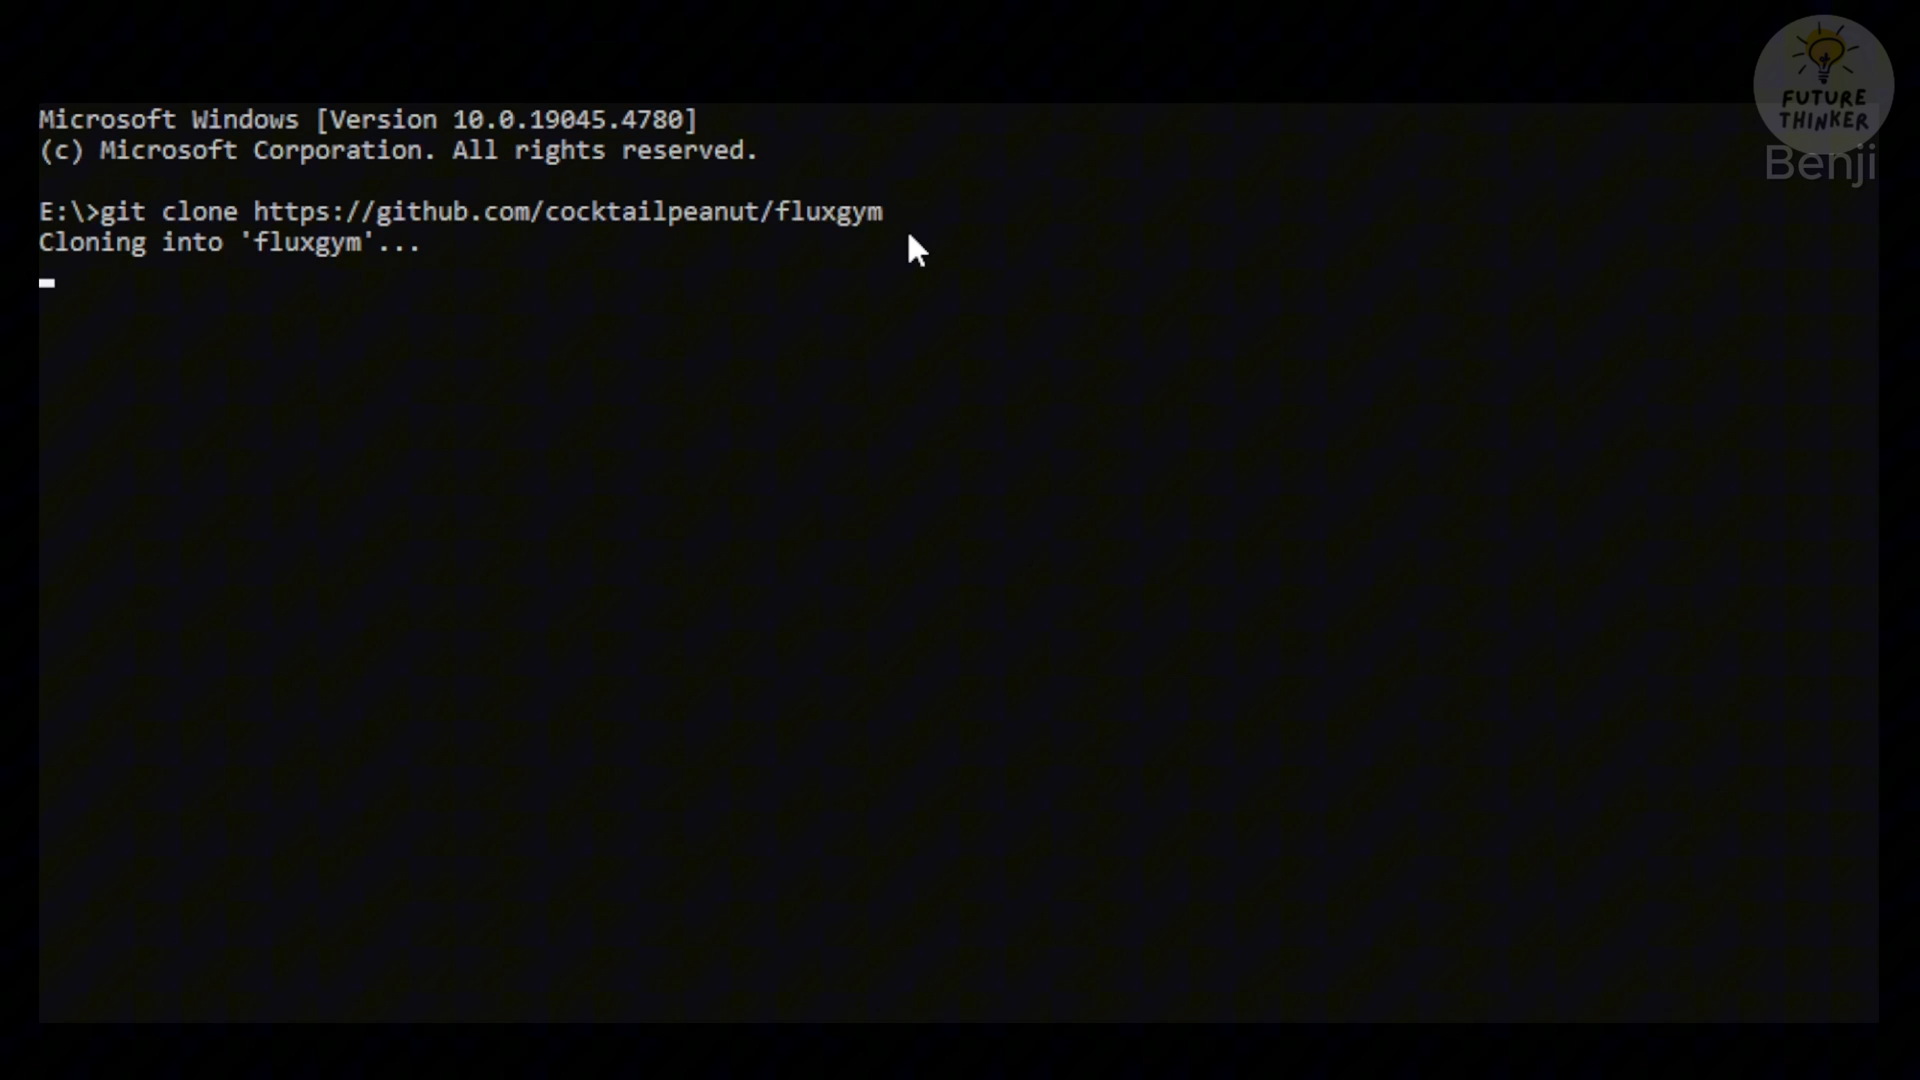 FUTURE
THINKER
Benji
Microsoft Windows [Version 10.0.19045.4780]
(c) Microsoft Corporation. All rights reserved.
E:\>git clone https://github.com/cocktailpeanut/fluxgym
Cloning into 'fluxgym'...